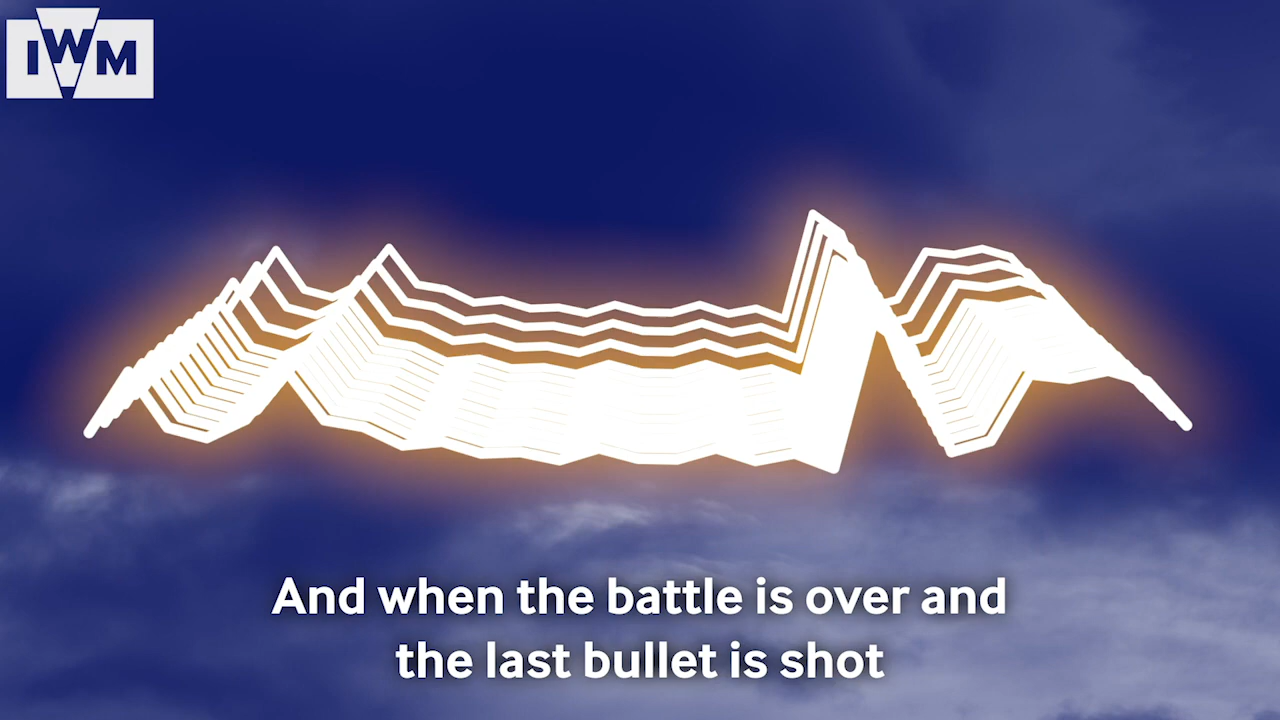 IWM
And when the battle is over and
the last bullet is shot